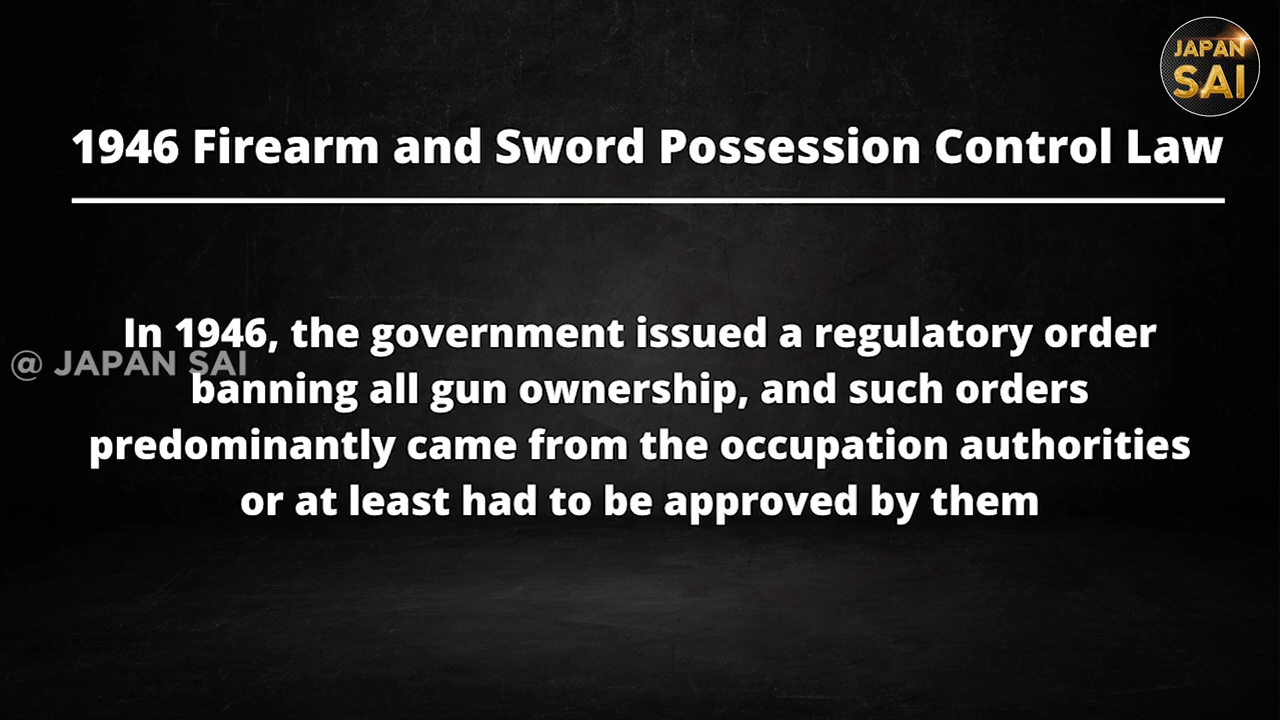 JAPAN
SAI
1946 Firearm and Sword Possession Control Law
In 1946, the government issued a regulatory order
@ JAPAN SAI
banning all gun ownership, and such orders
predominantly came from the occupation authorities
or at least had to be approved by them